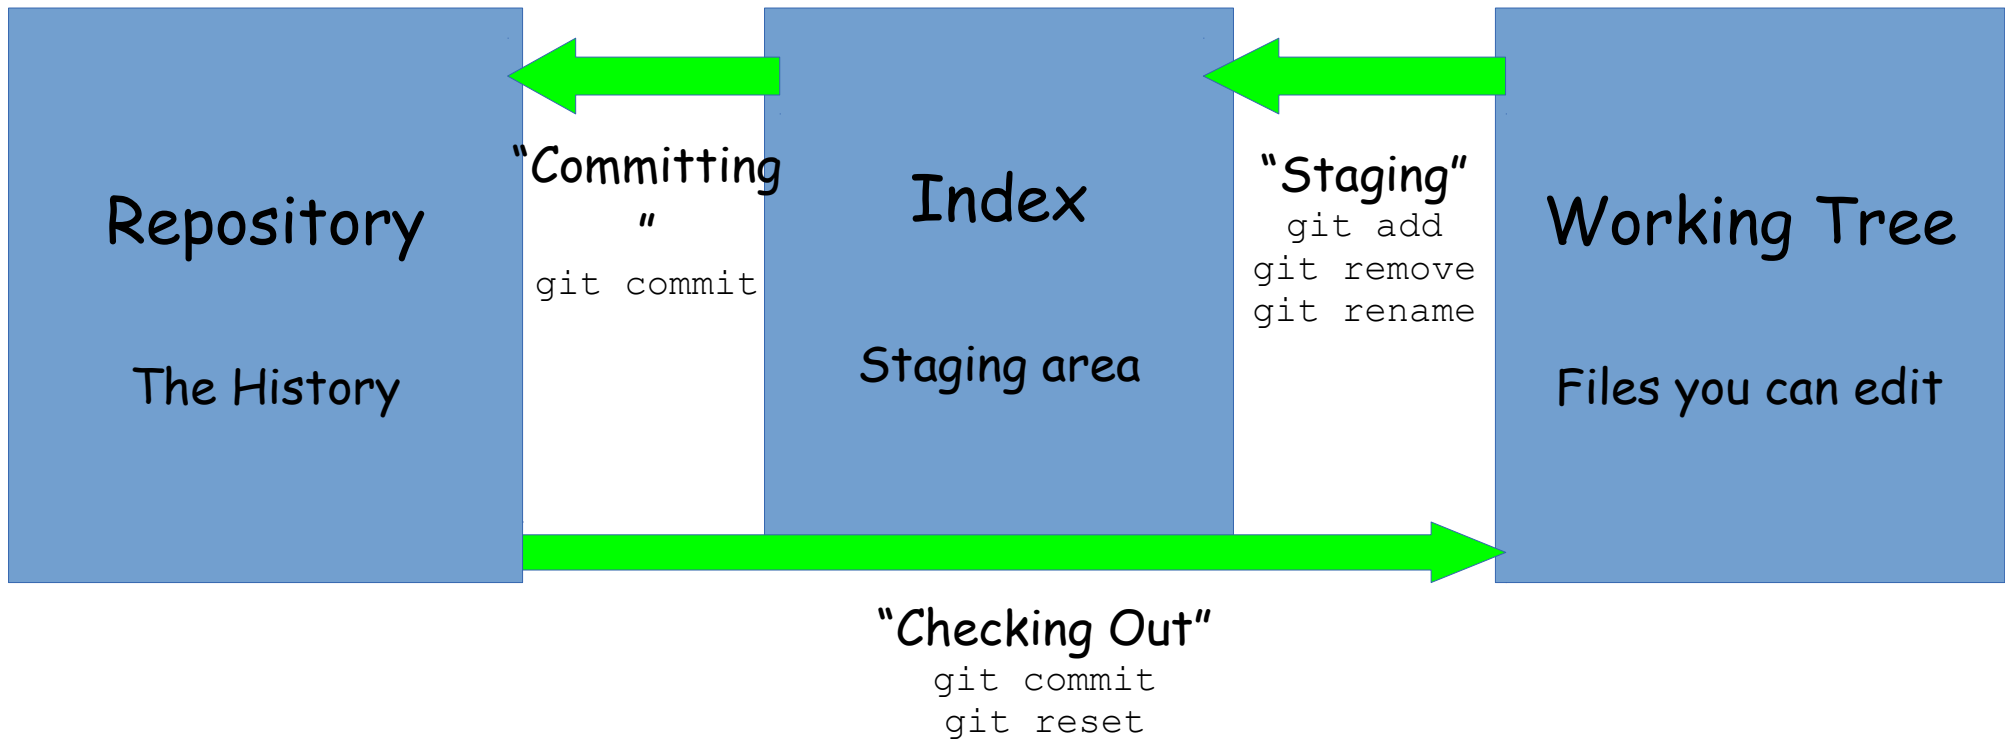 Repository
The History
“Committing
”
git commit
Index
Staging area
“Staging”
git add
git remove
git rename
Working Tree
Files you can edit
“Checking Out”
git commit
git reset